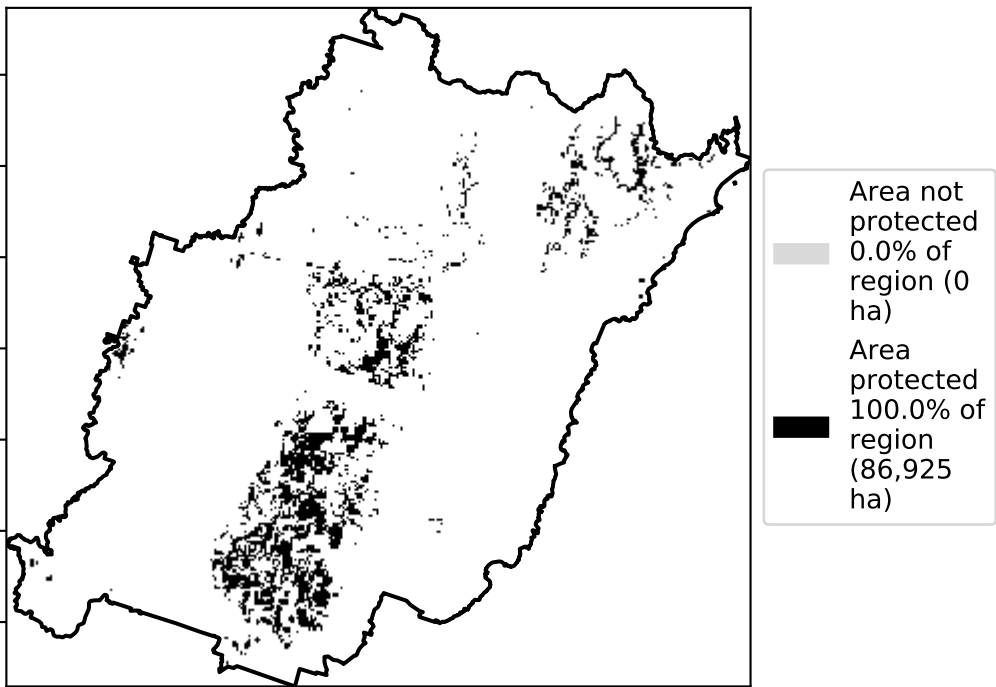 Area not
protected
0.0% of
region (0
ha)
Area
protected
100.0% of
region
(86,925
ha)